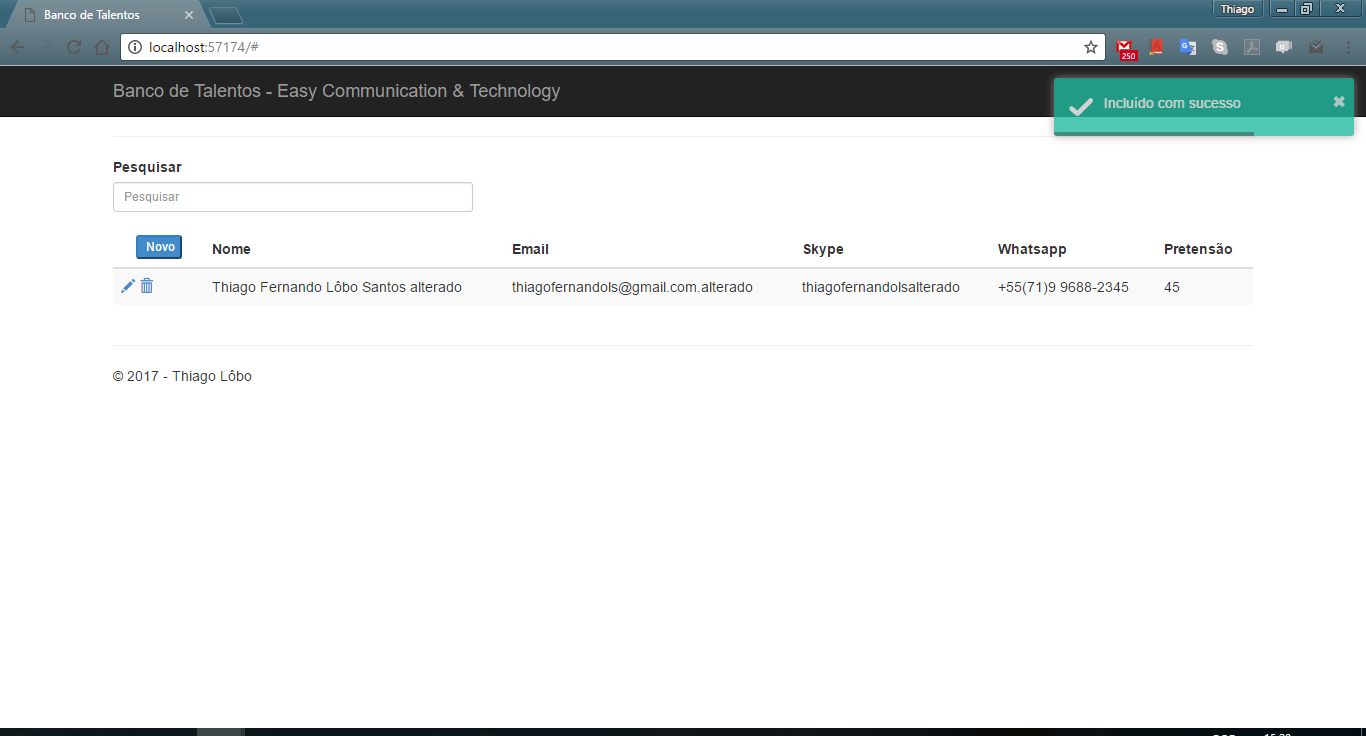 Banco de Talentos
Thiago
localhost:57174/#
250
Banco de Talentos - Easy Communication & Technology
Incluído com sucesso
Pesquisar
Pesquisar
Novo Nome Email Skype Whatsapp Pretensão
Thiago Fernando Lôbo Santos alterado thiagofernandols@gmail.com.alterado thiagofernandolsalterado +55(71)9 9688-2345 45
© 2017 - Thiago Lôbo